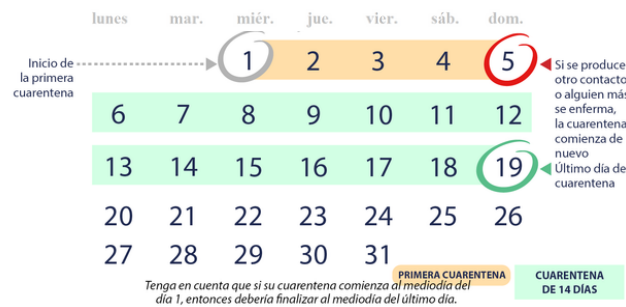 lunes mar. miér. jue. vier. sáb. dom.
Inicio de
la primera
cuarentena
1 2 3 4 5
Si se produce
otro contacto
o alguien más
se enferma,
la cuarentena
comienza de
nuevo
6 7 8 9 10 11 12
13 14 15 16 17 18 19
Último día de
cuarentena
20 21 22 23 24 25 26
27 28 29 30 31
PRIMERA CUARENTENA
CUARENTENA
DE 14 DÍAS
Tenga en cuenta que si su cuarentena comienza al mediodía del
día 1, entonces debería finalizar al mediodía del último día.